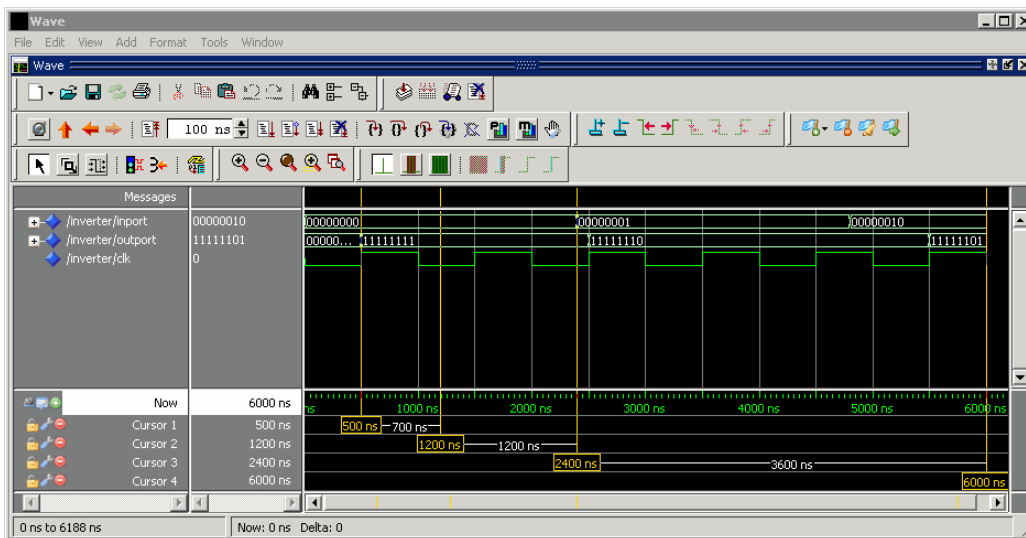 Wave
File Edit View Add Format Tools Window
Wave
100 ns
Messages
/inverter/inport 00000010 00000000 00000001 00000010
/inverter/outport 11111101 00000... 11111111 11111110 11111101
/inverter/clk 0
Now 6000 ns ns 1000 ns 2000 ns 3000 ns 4000 ns 5000 ns 6000 ns
Cursor 1 500 ns 500 ns 700 ns
Cursor 2 1200 ns 1200 ns 1200 ns
Cursor 3 2400 ns 2400 ns 3600 ns
Cursor 4 6000 ns 6000 ns
0 ns to 6188 ns Now: 0 ns Delta: 0